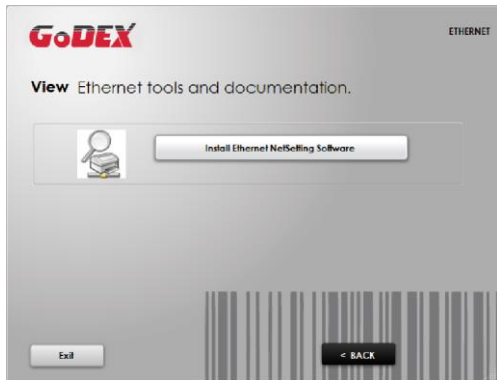 GoDEX
ETHERNET
View Ethernet tools and documentation.
Install Ethernet NetSetting Software
Exit
< BACK